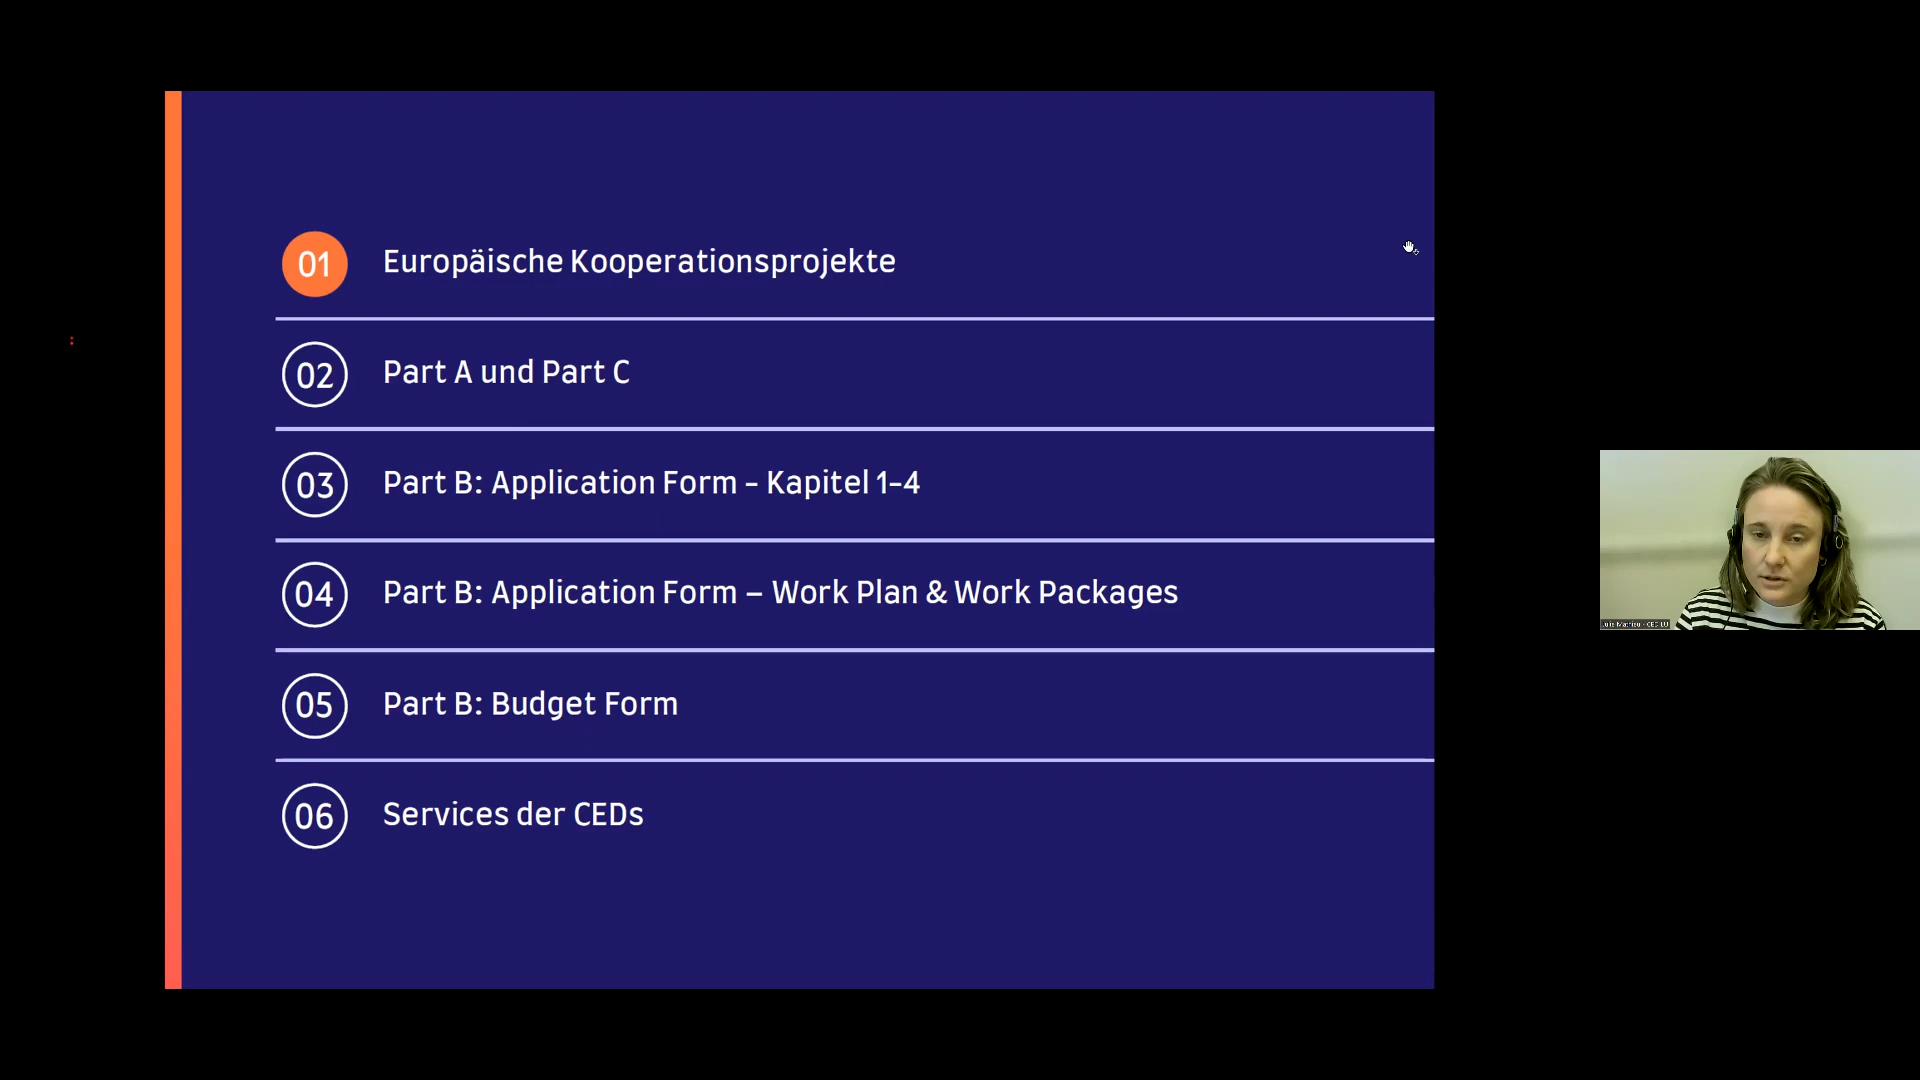 01 Europäische Kooperationsprojekte
02 Part A und Part C
03 Part B: Application Form - Kapitel 1-4
04 Part B: Application Form – Work Plan & Work Packages
05 Part B: Budget Form
06 Services der CEDs